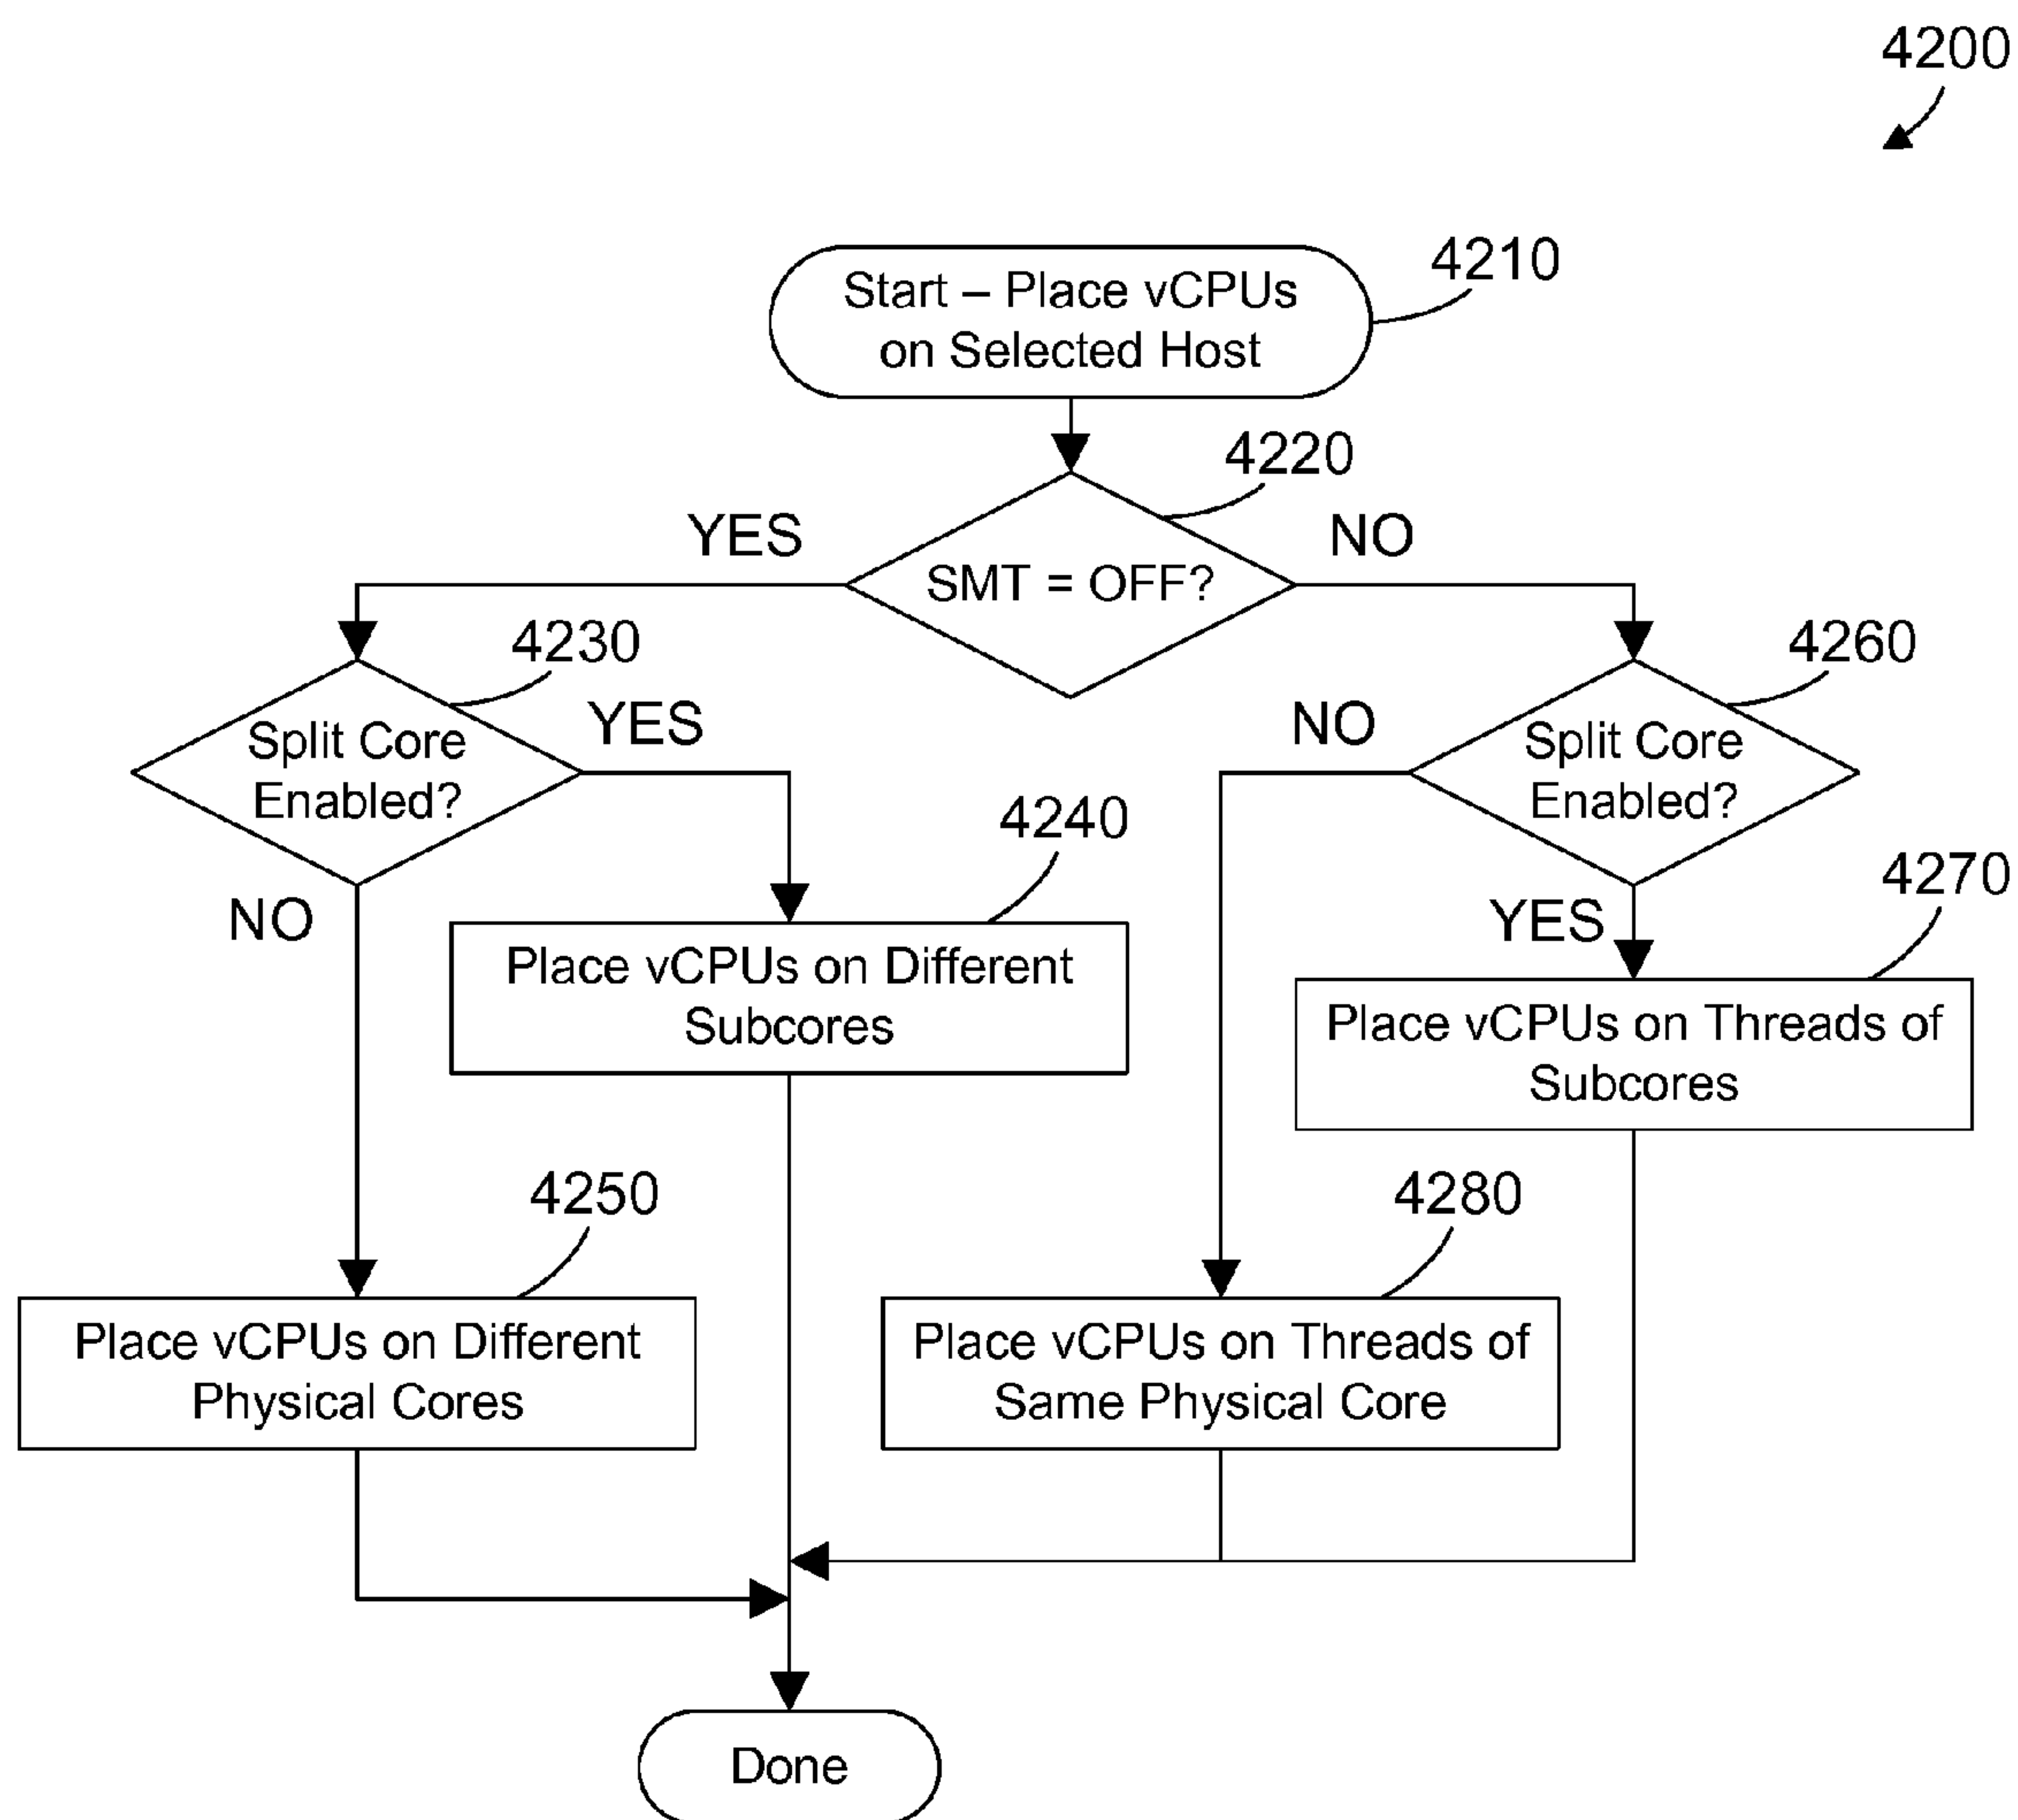 4200
4210
Start – Place vCPUs
on Selected Host
4220
YES
NO
SMT = OFF?
4230
4260
Split Core
Enabled?
YES
NO
Split Core
Enabled?
4240
4270
NO
YES
Place vCPUs on Different
Subcores
Place vCPUs on Threads of
Subcores
4250
4280
Place vCPUs on Different
Physical Cores
Place vCPUs on Threads of
Same Physical Core
Done